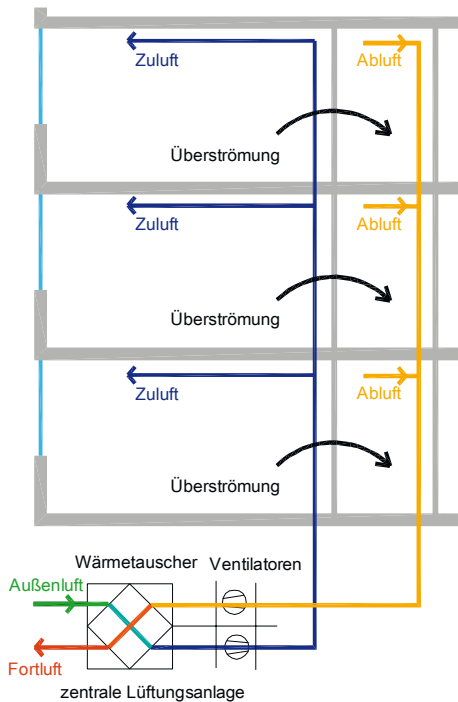 Zuluft
Abluft
Überströmung
Zuluft
Abluft
Überströmung
Zuluft
Abluft
Überströmung
Wärmetauscher
Ventilatoren
Außenluft
Fortluft
zentrale Lüftungsanlage